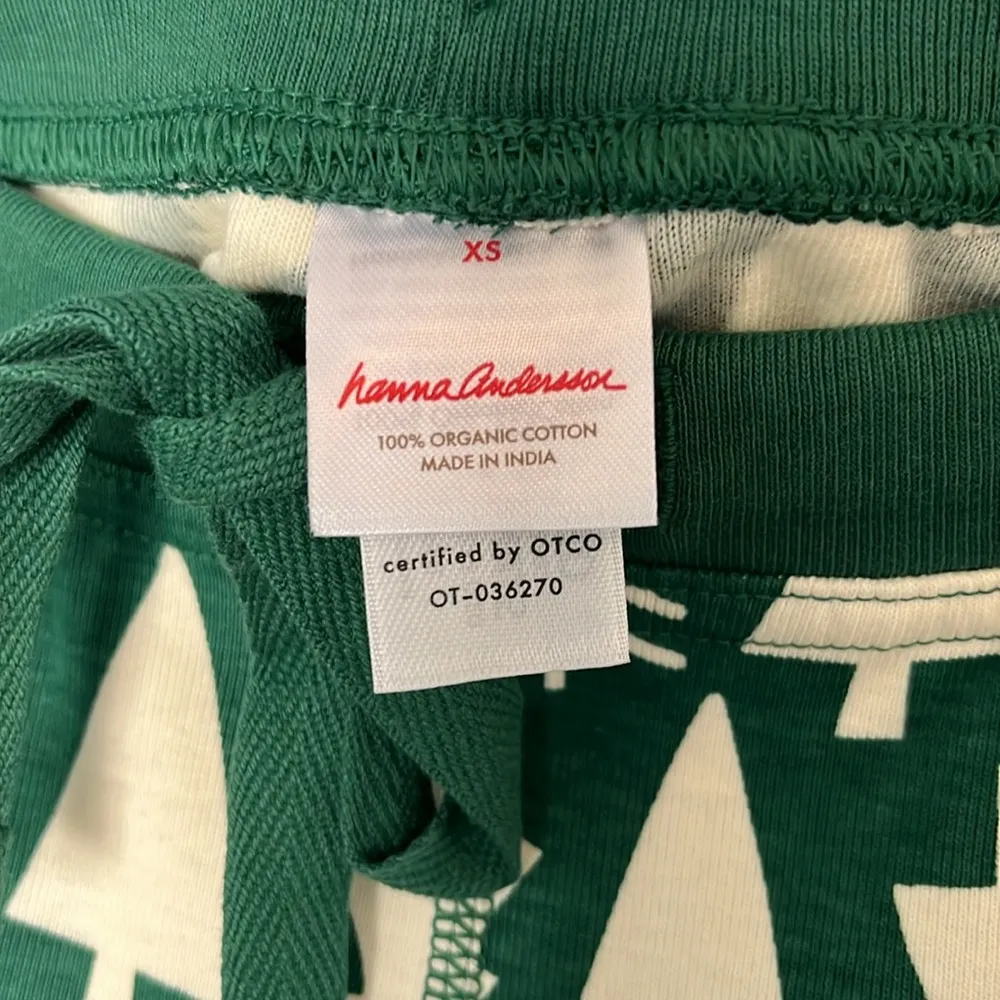 XS
hanna Andersson
100% ORGANIC COTTON
MADE IN INDIA
certified by OTCO
OT-036270